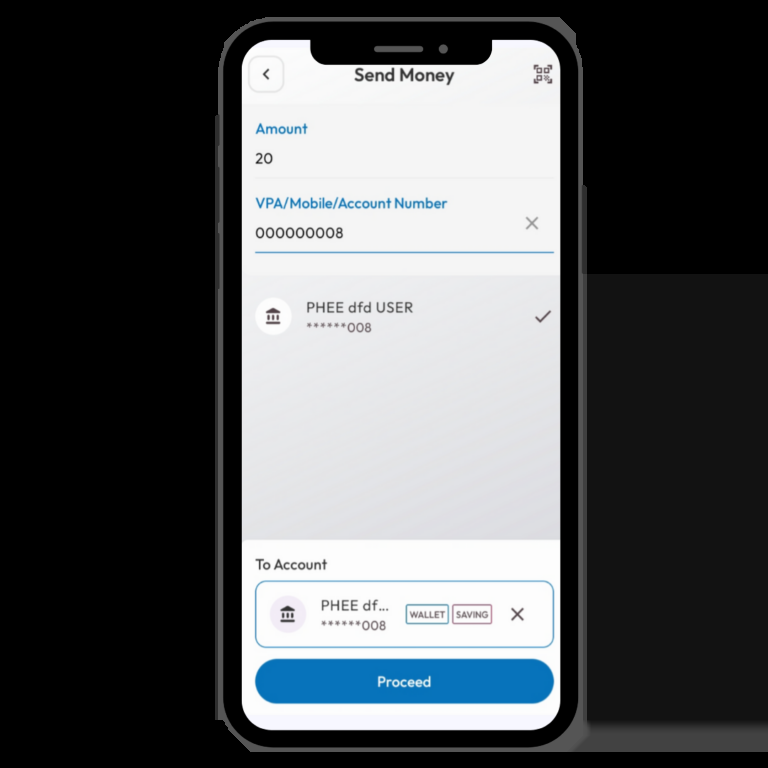 Send Money
Amount
20
VPA/Mobile/Account Number
000000008
PHEE dfd USER
******008
To Account
PHEE df...
WALLET SAVING
******008
Proceed